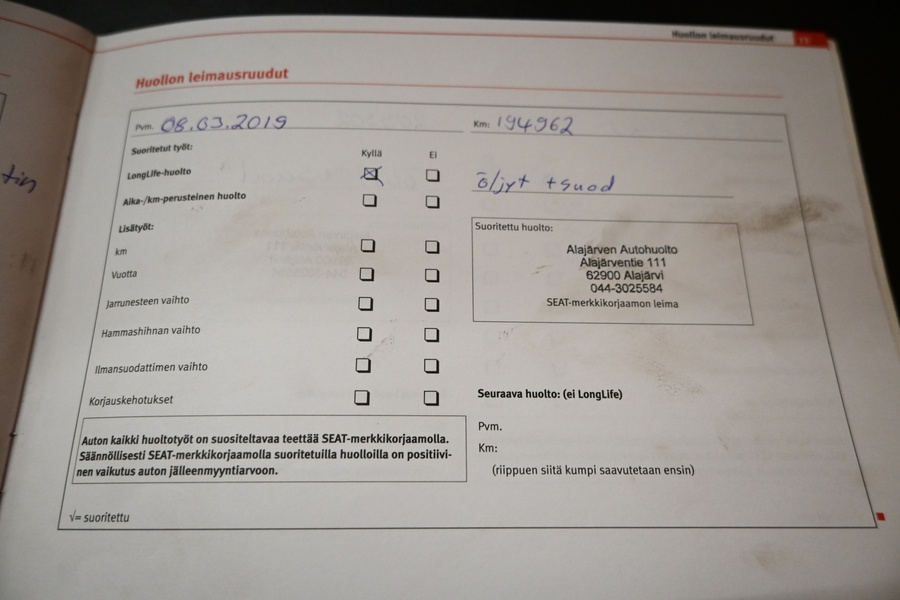 Huollon leimausruudut
Huollon leimausruudut
Pvm. 08.03.2019
Km: 194962
Suoritetut työt:
Kyllä Ei
LongLife-huolto
öljyt + suod
Aika-/km-perusteinen huolto
Lisätyöt:
km
Vuotta
Jarrunesteen vaihto
Hammashihnan vaihto
Ilmansuodattimen vaihto
Korjauskehotukset
Suoritettu huolto:
Alajärven Autohuolto
Alajärventie 111
62900 Alajärvi
044-3025584
SEAT-merkkikorjaamon leima
Seuraava huolto: (ei LongLife)
Pvm.
Km:
(riippuen siitä kumpi saavutetaan ensin)
Auton kaikki huoltotyöt on suositeltavaa teettää SEAT-merkkikorjaamolla.
Säännöllisesti SEAT-merkkikorjaamolla suoritetuilla huolloilla on positiivi-
nen vaikutus auton jälleenmyyntiarvoon.
√= suoritettu